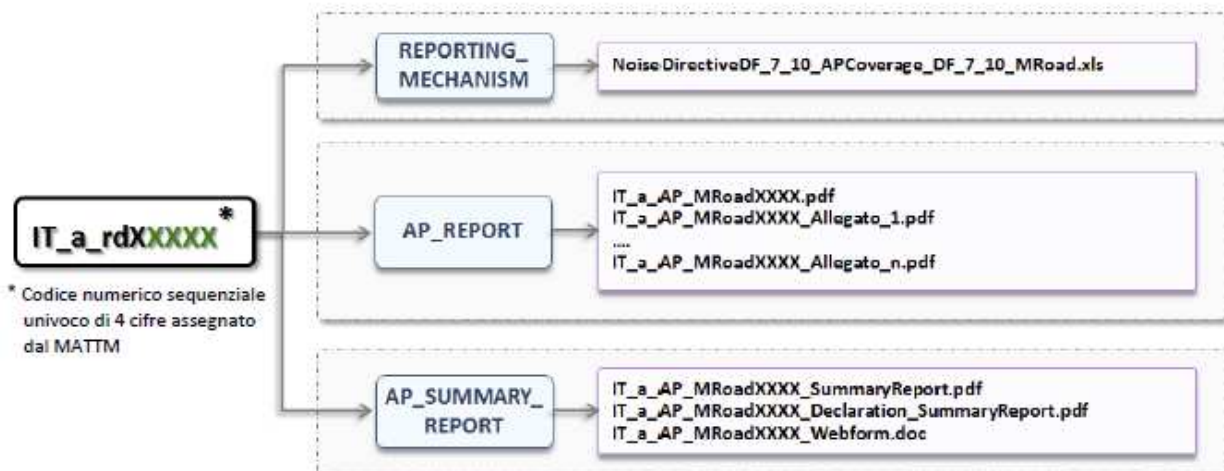 REPORTING_
MECHANISM
NoiseDirectiveDF_7_10_APCoverage_DF_7_10_MRoad.xls
IT_a_rdXXXXX*
* Codice numerico sequenziale
univoco di 4 cifre assegnato
dal MATTM
AP_REPORT
IT_a_AP_MRoadXXXX.pdf
IT_a_AP_MRoadXXXX_Allegato_1.pdf
....
IT_a_AP_MRoadXXXX_Allegato_n.pdf
AP_SUMMARY_
REPORT
IT_a_AP_MRoadXXXX_SummaryReport.pdf
IT_a_AP_MRoadXXXX_Declaration_SummaryReport.pdf
IT_a_AP_MRoadXXXX_Webform.doc